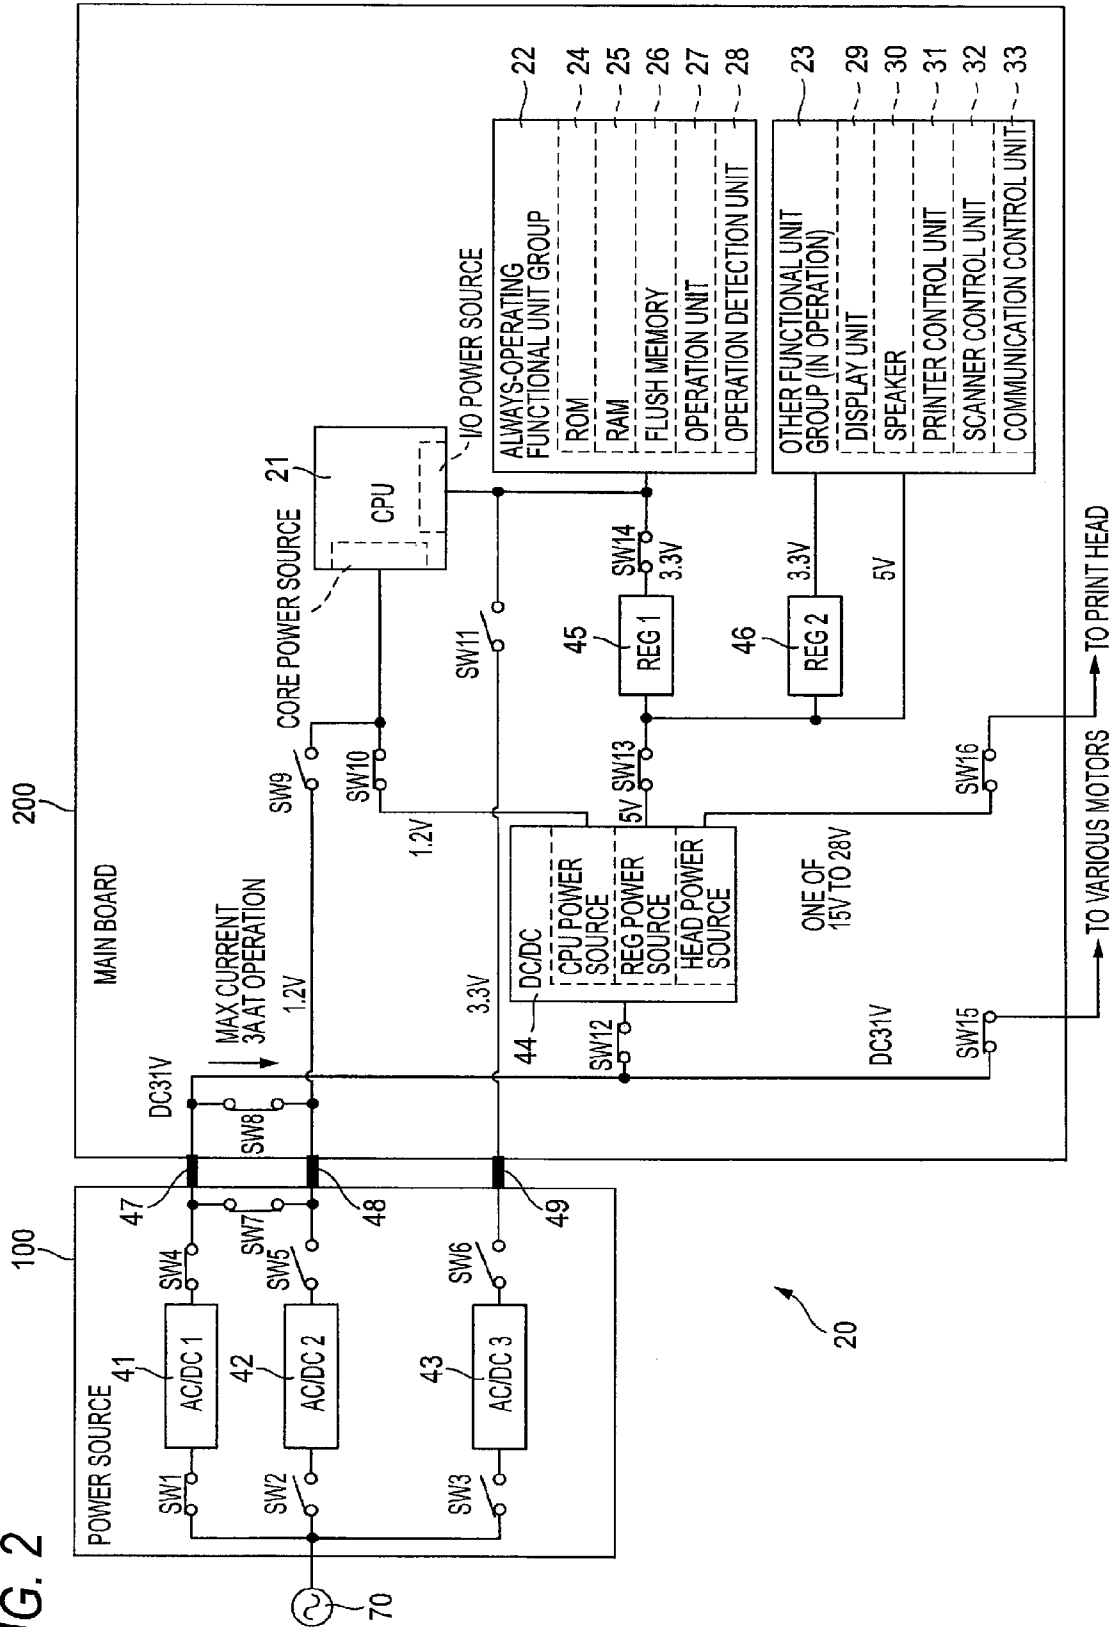 IG. 2
100
POWER SOURCE
70
SW1
SW2
SW3
41
AC/DC 1
42
AC/DC 2
43
AC/DC 3
SW4
SW5
SW6
SW7
47
48
49
20
200
MAIN BOARD
DC31V
SW8
MAX CURRENT
3A AT OPERATION
1.2V
3.3V
SW9
SW10
1.2V
CORE POWER SOURCE
21
CPU
I/O POWER SOURCE
SW11
SW12
44
DC/DC
CPU POWER
SOURCE
REG POWER
SOURCE
HEAD POWER
SOURCE
5V
SW13
45
REG 1
SW14
3.3V
46
REG 2
3.3V
5V
ONE OF
15V TO 28V
DC31V
SW15
SW16
TO VARIOUS MOTORS
TO PRINT HEAD
ALWAYS-OPERATING
FUNCTIONAL UNIT GROUP
22
ROM
24
RAM
25
FLUSH MEMORY
26
OPERATION UNIT
27
OPERATION DETECTION UNIT
28
OTHER FUNCTIONAL UNIT
GROUP (IN OPERATION)
23
DISPLAY UNIT
29
SPEAKER
30
PRINTER CONTROL UNIT
31
SCANNER CONTROL UNIT
32
COMMUNICATION CONTROL UNIT
33